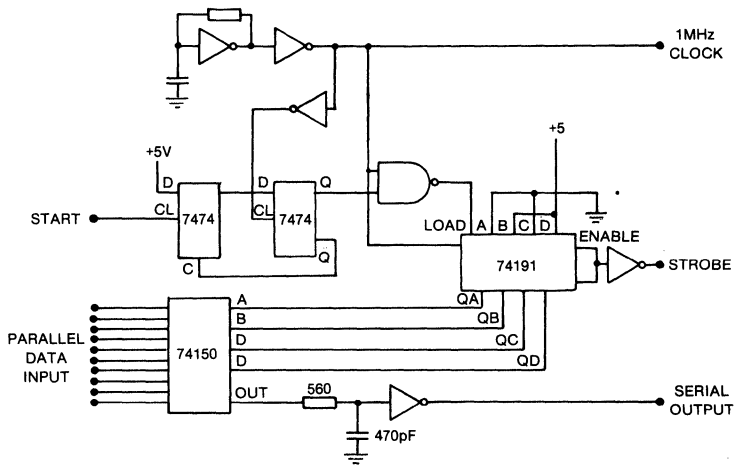 1MHz
CLOCK
+5
+5V
D
D
Q
CL
7474
CL
7474
START
C
Q
LOAD
A
B
C
D
ENABLE
74191
STROBE
QA
QB
QC
QD
A
B
D
D
PARALLEL
DATA
INPUT
74150
OUT
560
470pF
SERIAL
OUTPUT